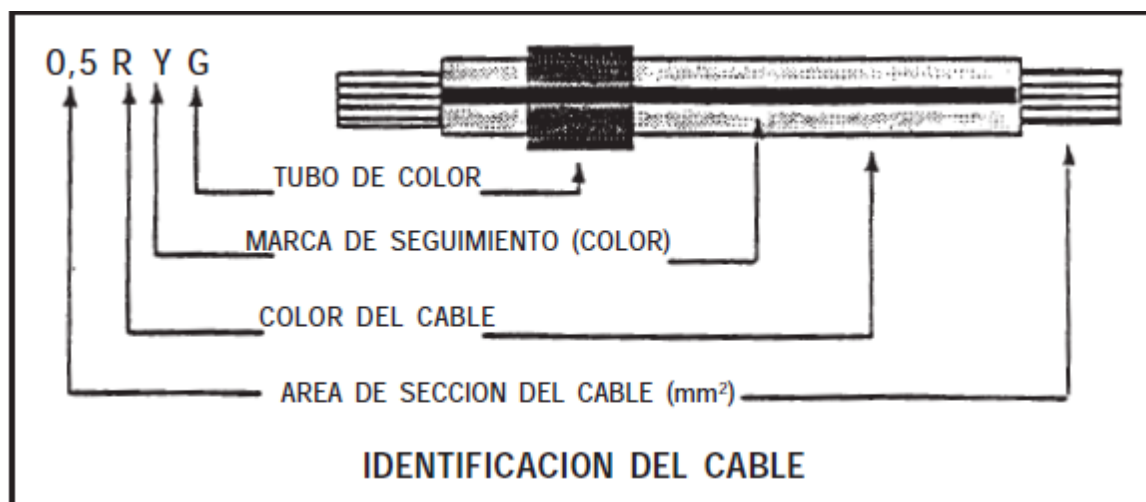 0,5 R Y G
TUBO DE COLOR
MARCA DE SEGUIMIENTO (COLOR)
COLOR DEL CABLE
AREA DE SECCION DEL CABLE (mm²)
IDENTIFICACION DEL CABLE